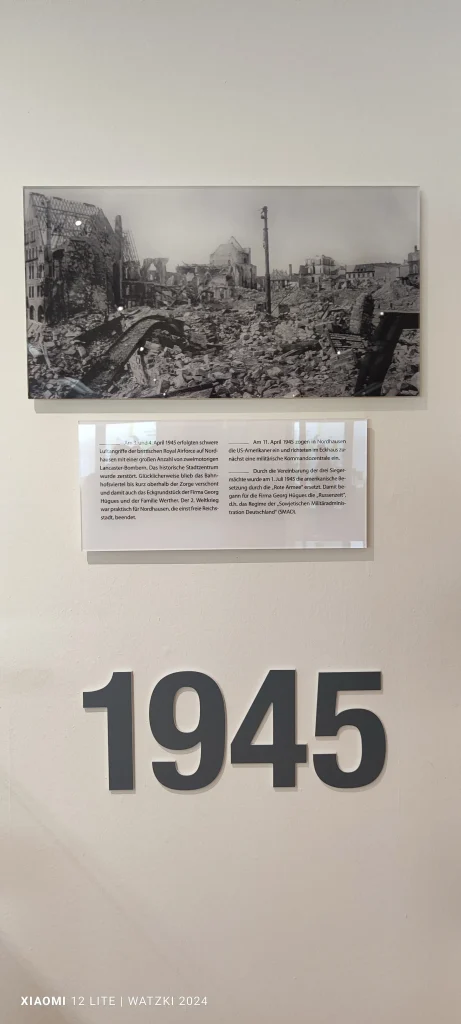 Am 3. und 4. April 1945 erfolgten schwere
Luftangriffe der britischen Royal Airforce auf Nord-
hausen mit einer großen Anzahl von zweimotorigen
Lancaster-Bombern. Das historische Stadtzentrum
wurde zerstört. Glücklicherweise blieb das Bahn-
hofsviertel bis kurz oberhalb der Zorge verschont
und damit auch das Eckgrundstück der Firma Georg
Hügues und der Familie Werther. Der 2. Weltkrieg
war praktisch für Nordhausen, die einst freie Reichs-
stadt, beendet.
Am 11. April 1945 zogen in Nordhausen
die US-Amerikaner ein und richteten im Eckhaus zu-
nächst eine militärische Kommandozentrale ein.
Durch die Vereinbarung der drei Sieger-
mächte wurde am 1. Juli 1945 die amerikanische Be-
setzung durch die „Rote Armee" ersetzt. Damit be-
gann für die Firma Georg Hügues die „Russenzeit",
d.h. das Regime der „Sowjetischen Militäradminis-
tration Deutschland" (SMAD).
1945
XIAOMI 12 LITE | WATZKI 2024